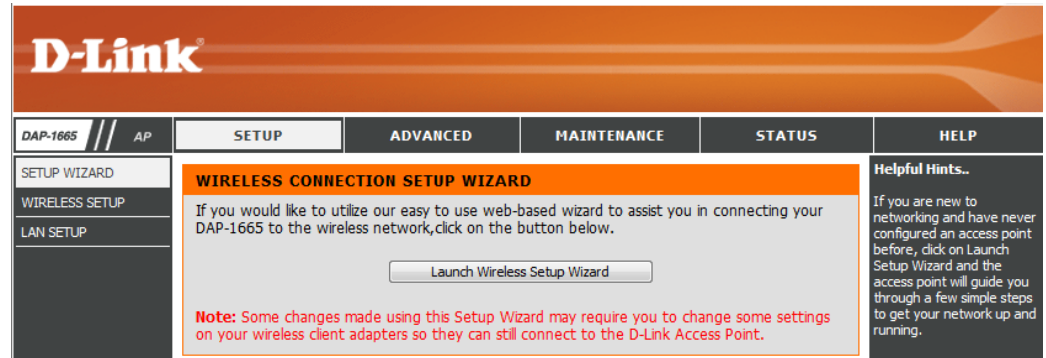 D-Link®
DAP-1665 /// AP
SETUP
ADVANCED
MAINTENANCE
STATUS
HELP
SETUP WIZARD
WIRELESS SETUP
LAN SETUP
WIRELESS CONNECTION SETUP WIZARD
If you would like to utilize our easy to use web-based wizard to assist you in connecting your
DAP-1665 to the wireless network,click on the button below.
Launch Wireless Setup Wizard
Note: Some changes made using this Setup Wizard may require you to change some settings
on your wireless client adapters so they can still connect to the D-Link Access Point.
Helpful Hints..
If you are new to
networking and have never
configured an access point
before, click on Launch
Setup Wizard and the
access point will guide you
through a few simple steps
to get your network up and
running.